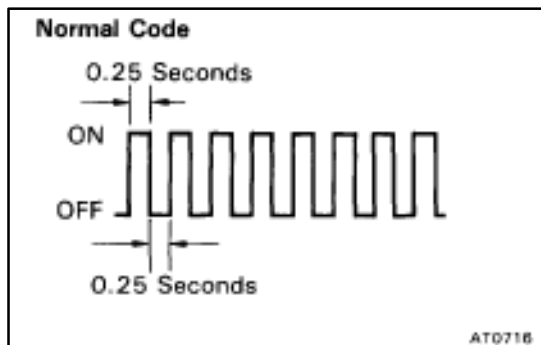 Normal Code
0.25 Seconds
ON
OFF
0.25 Seconds
AT0716